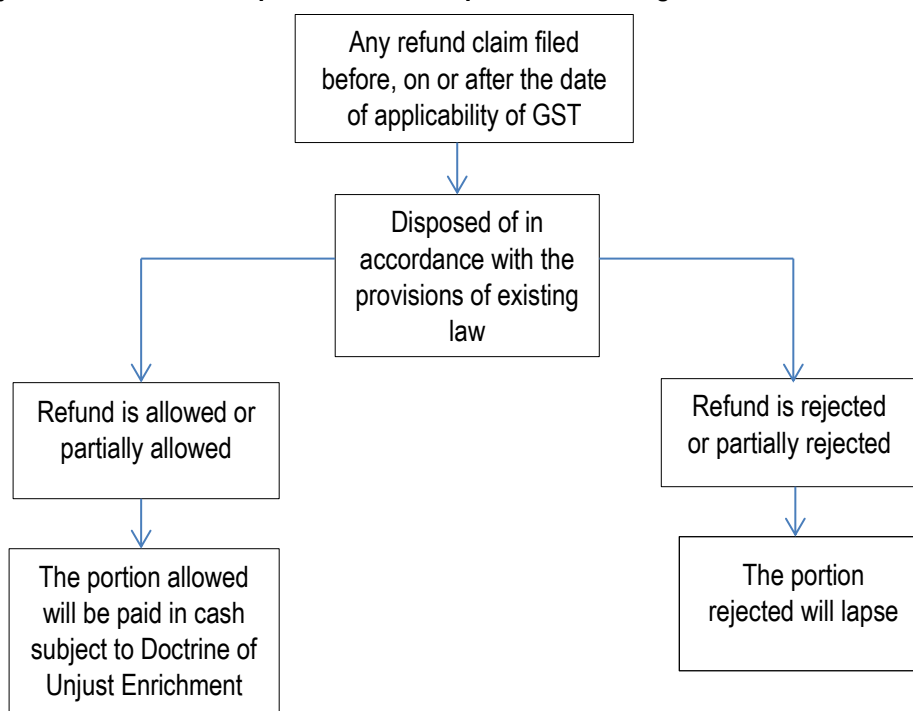 Any refund claim filed
before, on or after the date
of applicability of GST
Disposed of in
accordance with the
provisions of existing
law
Refund is allowed or
partially allowed
Refund is rejected
or partially rejected
The portion allowed
will be paid in cash
subject to Doctrine of
Unjust Enrichment
The portion
rejected will lapse